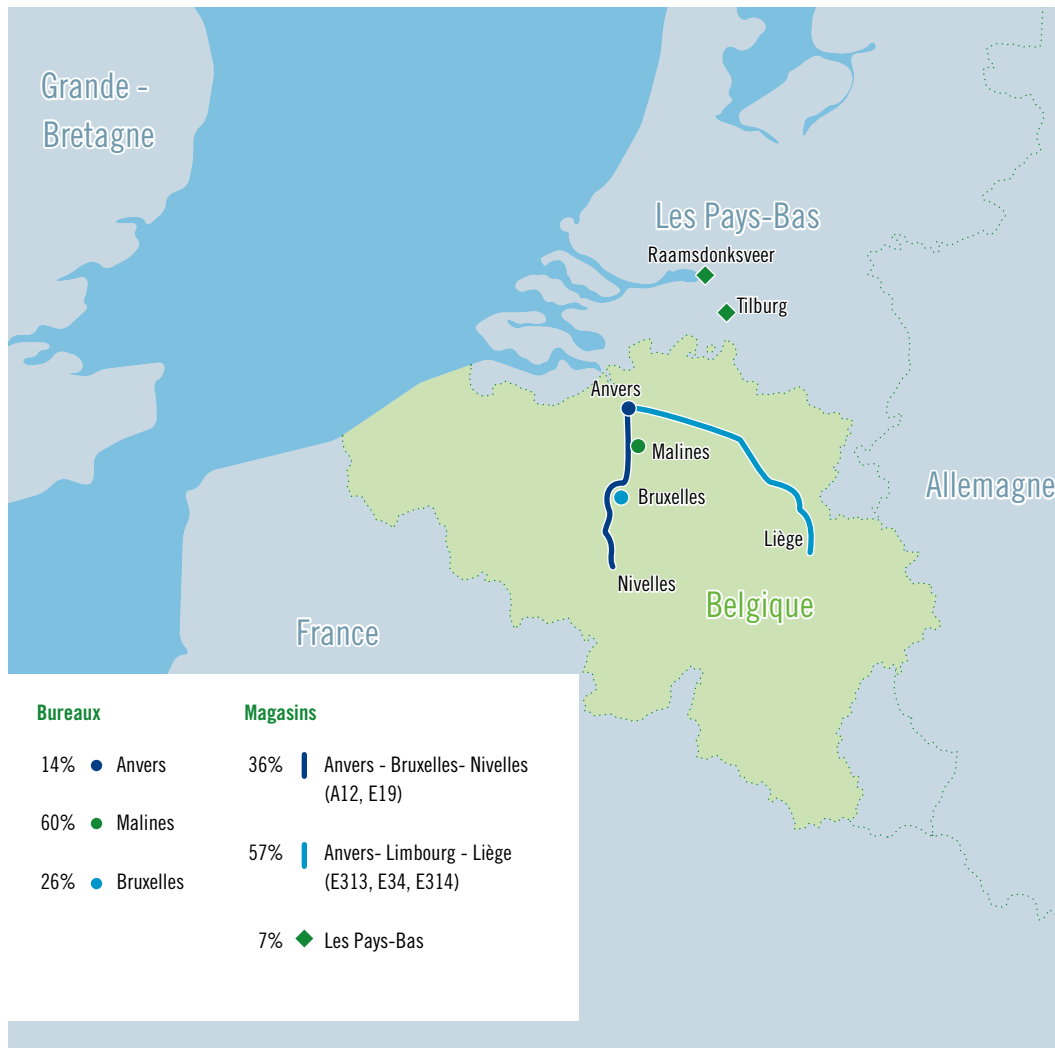 Grande -
Bretagne
Les Pays-Bas
Raamsdonksveer
Tilburg
Anvers
Malines
Allemagne
Bruxelles
Liège
Nivelles
Belgique
France
Bureaux
14% Anvers
60% Malines
26% Bruxelles
Magasins
36% Anvers - Bruxelles- Nivelles
(A12, E19)
57% Anvers- Limbourg - Liège
(E313, E34, E314)
7% Les Pays-Bas